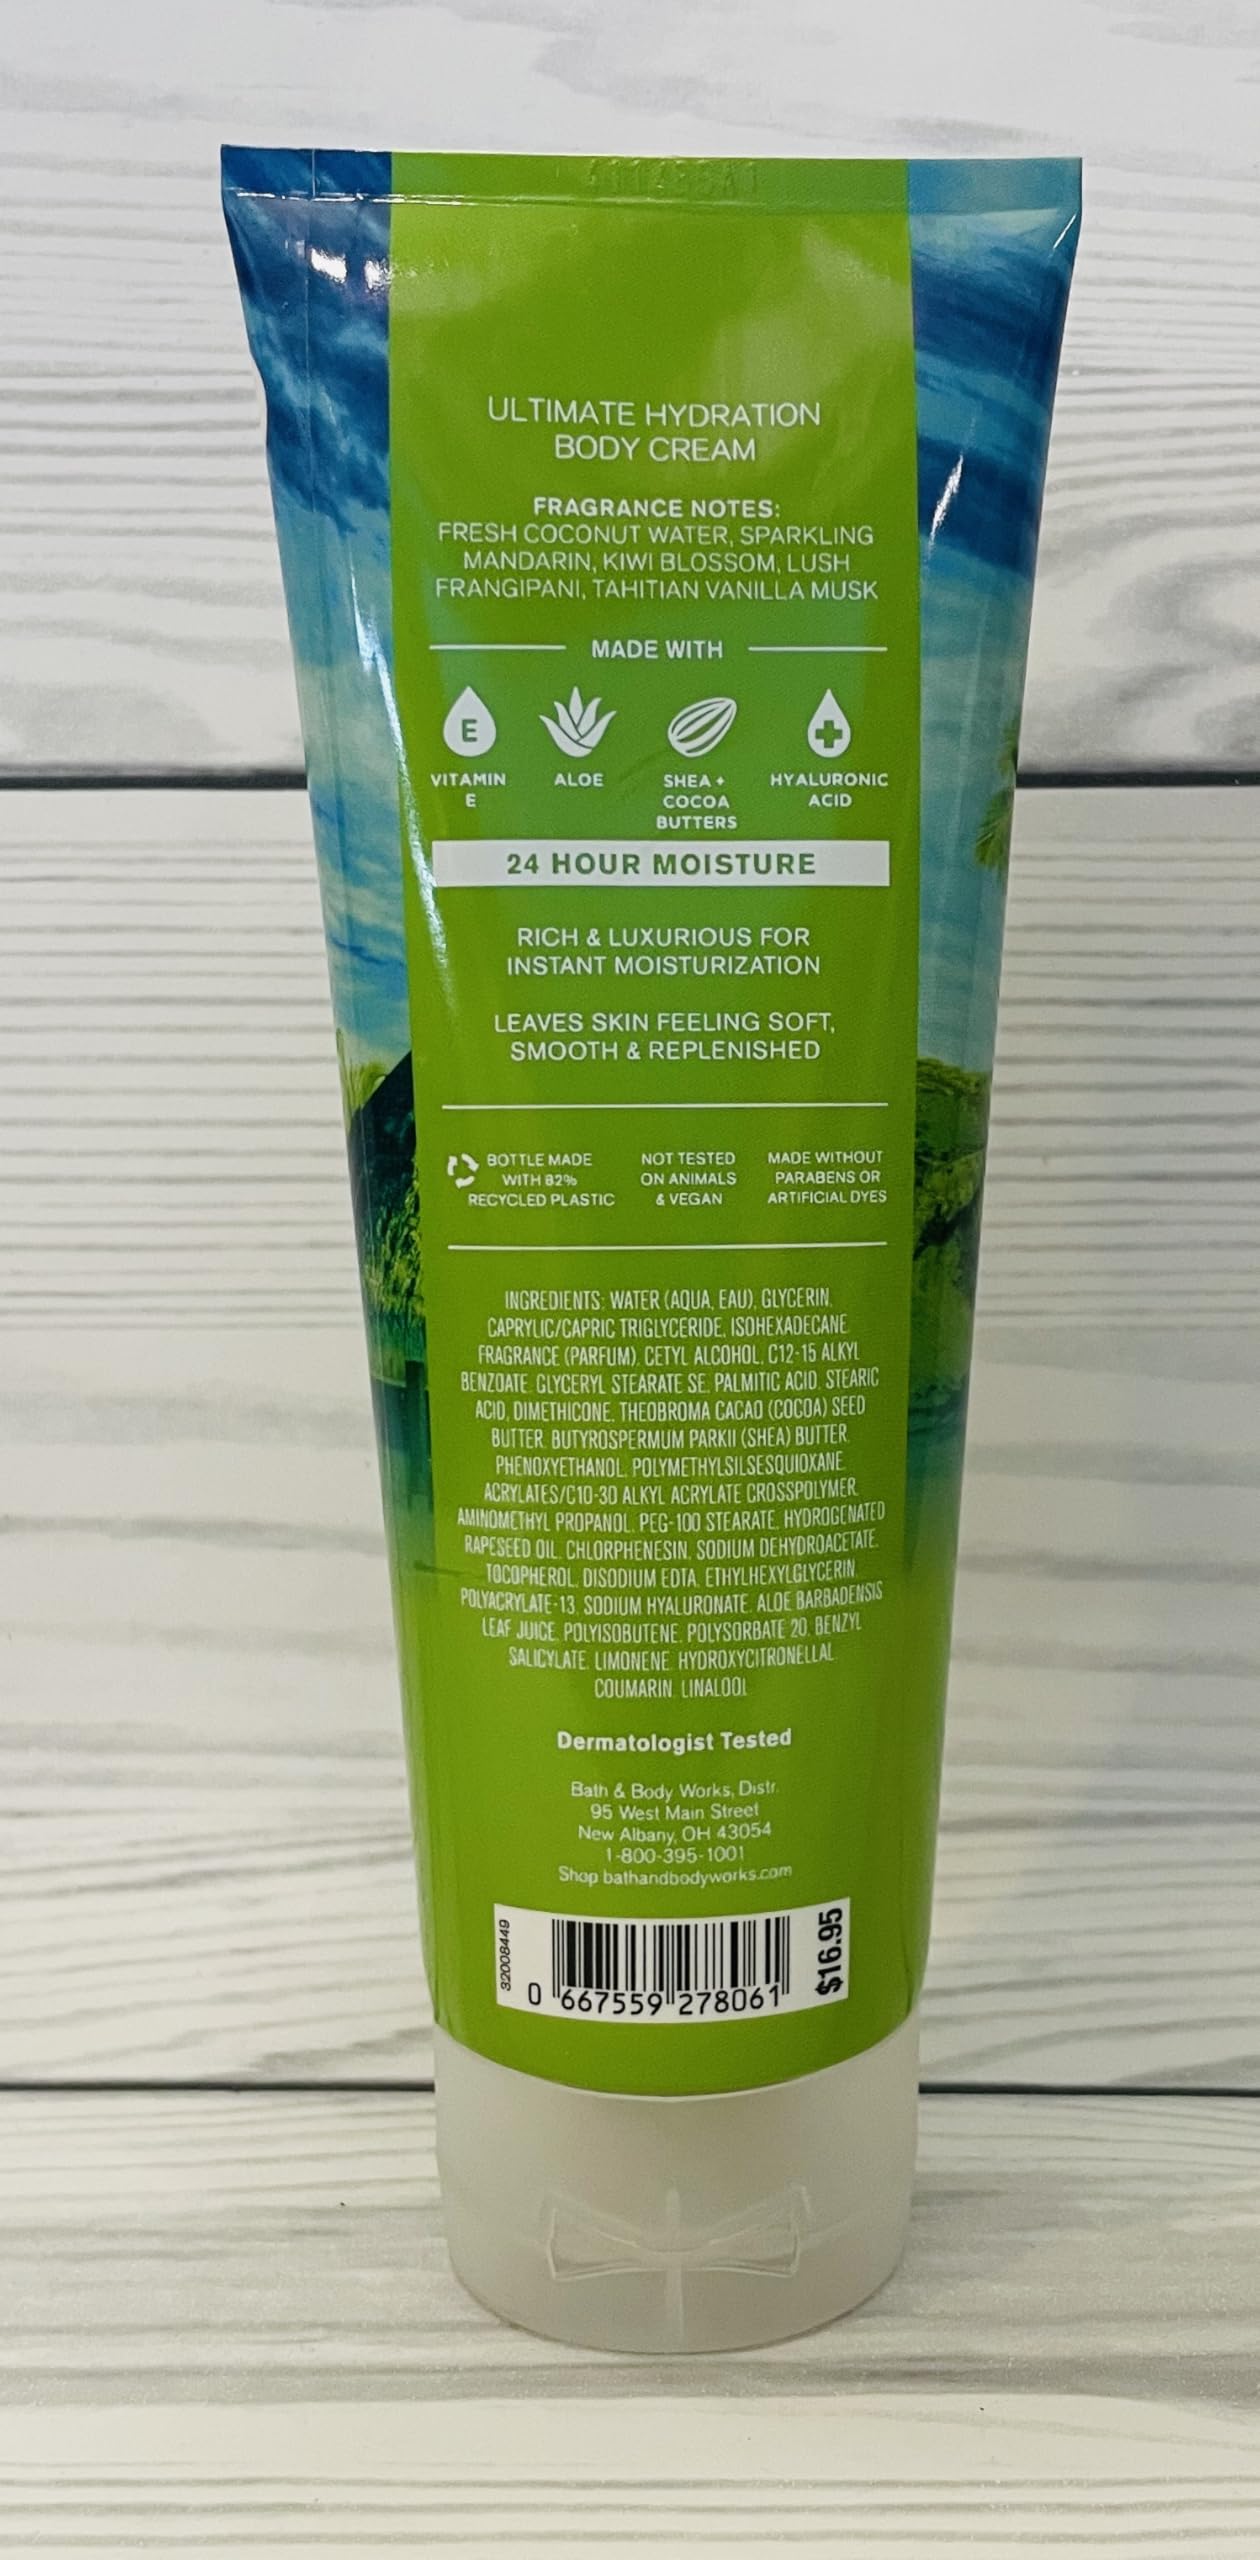 ULTIMATE HYDRATION
BODY CREAM
FRAGRANCE NOTES:
FRESH COCONUT WATER, SPARKLING
MANDARIN, KIWI BLOSSOM, LUSH
FRANGIPANI, TAHITIAN VANILLA MUSK
MADE WITH
E
VITAMIN
E
ALOE
SHEA +
COCOA
BUTTERS
HYALURONIC
ACID
24 HOUR MOISTURE
RICH & LUXURIOUS FOR
INSTANT MOISTURIZATION
LEAVES SKIN FEELING SOFT,
SMOOTH & REPLENISHED
BOTTLE MADE
WITH 82%
RECYCLED PLASTIC
NOT TESTED
ON ANIMALS
& VEGAN
MADE WITHOUT
PARABENS OR
ARTIFICIAL DYES
INGREDIENTS: WATER (AQUA, EAU), GLYCERIN,
CAPRYLIC/CAPRIC TRIGLYCERIDE, ISOHEXADECANE,
FRAGRANCE (PARFUM), CETYL ALCOHOL, C12-15 ALKYL
BENZOATE, GLYCERYL STEARATE SE, PALMITIC ACID, STEARIC
ACID, DIMETHICONE, THEOBROMA CACAO (COCOA) SEED
BUTTER, BUTYROSPERMUM PARKII (SHEA) BUTTER,
PHENOXYETHANOL, POLYMETHYLSILSESQUIOXANE,
ACRYLATES/C10-30 ALKYL ACRYLATE CROSSPOLYMER,
AMINOMETHYL PROPANOL, PEG-100 STEARATE, HYDROGENATED
RAPESEED OIL, CHLORPHENESIN, SODIUM DEHYDROACETATE,
TOCOPHEROL, DISODIUM EDTA, ETHYLHEXYLGLYCERIN,
POLYACRYLATE-13, SODIUM HYALURONATE, ALOE BARBADENSIS
LEAF JUICE, POLYISOBUTENE, POLYSORBATE 20, BENZYL
SALICYLATE, LIMONENE, HYDROXYCITRONELLAL,
COUMARIN, LINALOOL
Dermatologist Tested
Bath & Body Works, Distr.
95 West Main Street
New Albany, OH 43054
1-800-395-1001
Shop bathandbodyworks.com
32008449
0 667559 278061
$16.95